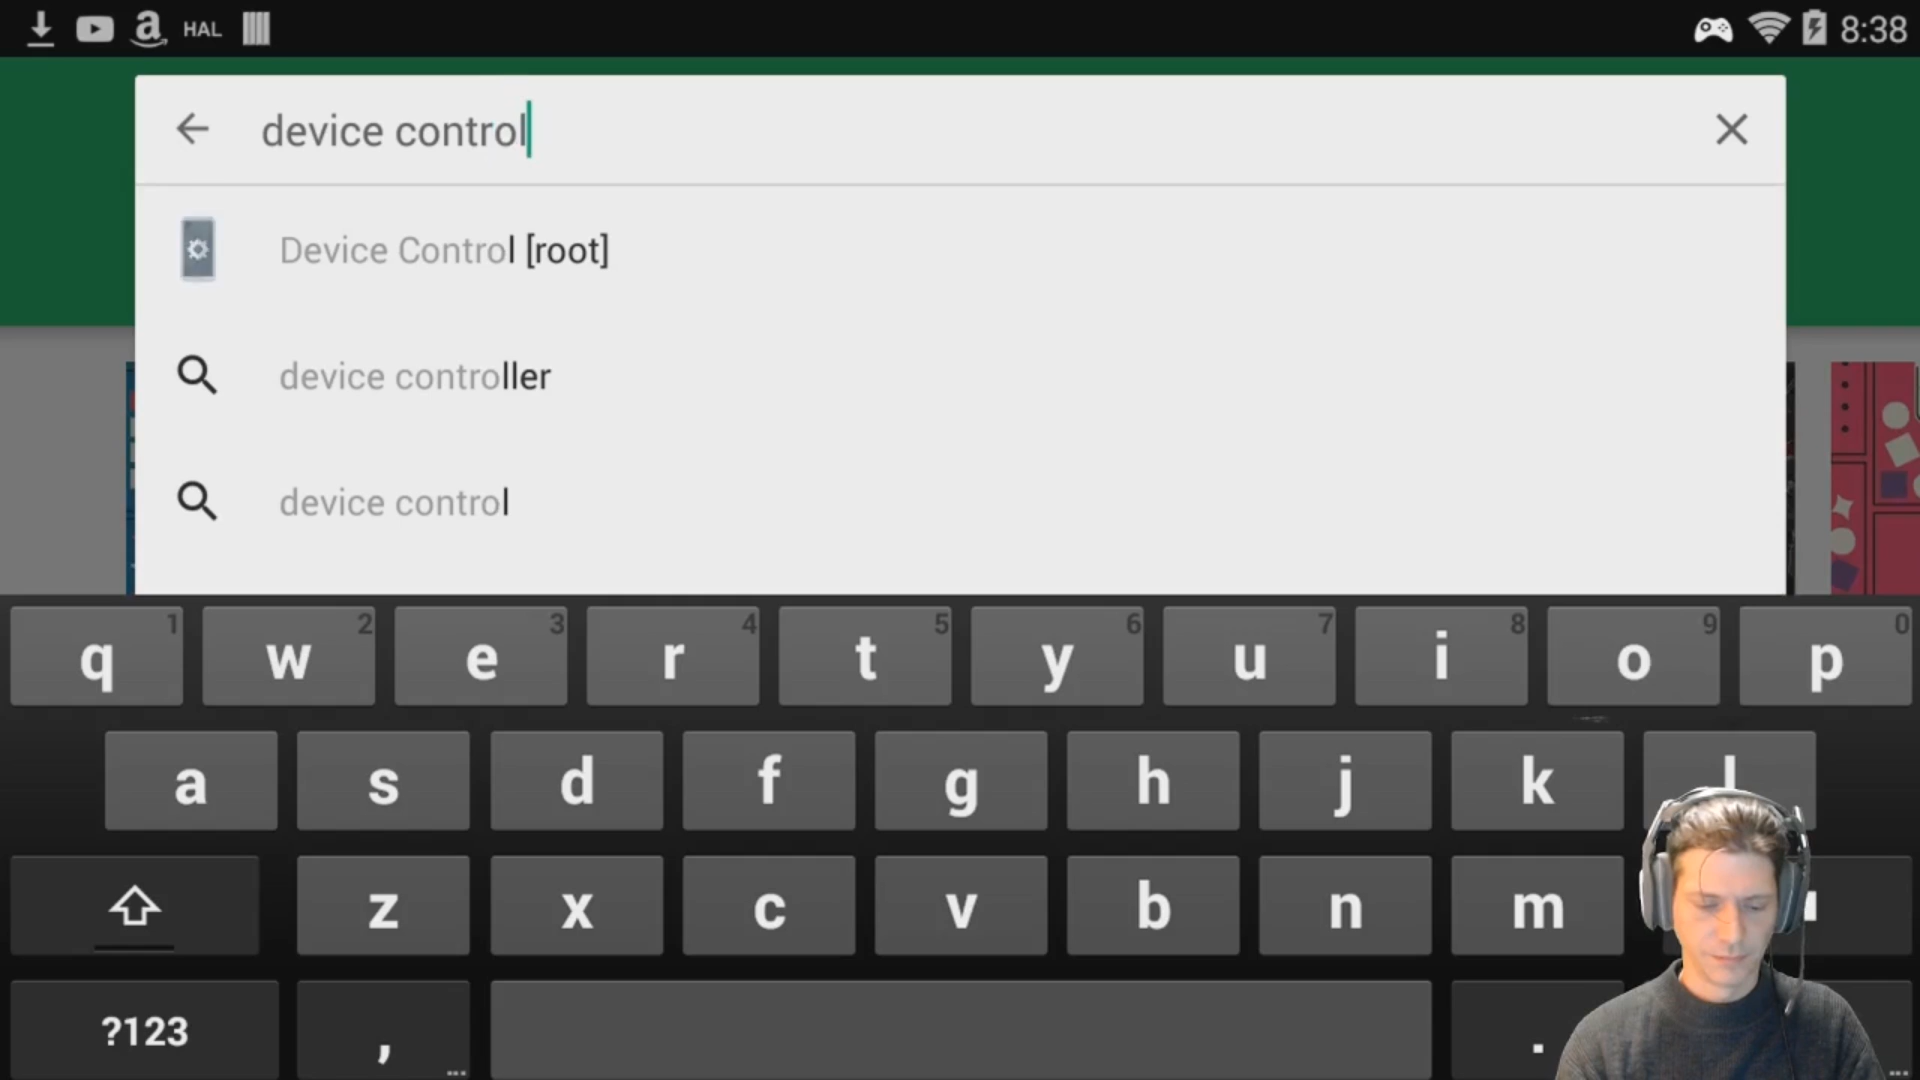 HAL 8:38
device control
Device Control [root]
device controller
device control
q 1 w 2 e 3 r 4 t 5 y 6 u 7 i 8 o 9 p 0
a s d f g h j k l
z x c v b n m
?123 , ... . ...